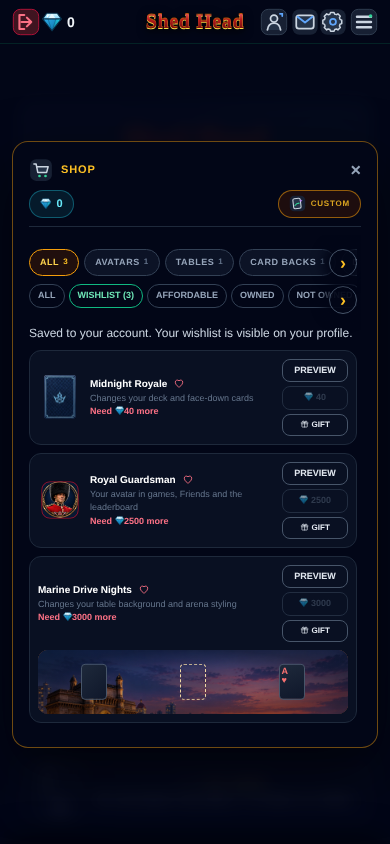 0
Shed Head
SHOP
×
0
CUSTOM
ALL 3
AVATARS 1
TABLES 1
CARD BACKS 1
ALL
WISHLIST (3)
AFFORDABLE
OWNED
NOT
Saved to your account. Your wishlist is visible on your profile.
Midnight Royale
Changes your deck and face-down cards
Need 40 more
PREVIEW
40
GIFT
Royal Guardsman
Your avatar in games, Friends and the
leaderboard
Need 2500 more
PREVIEW
2500
GIFT
Marine Drive Nights
Changes your table background and arena styling
Need 3000 more
PREVIEW
3000
GIFT
A